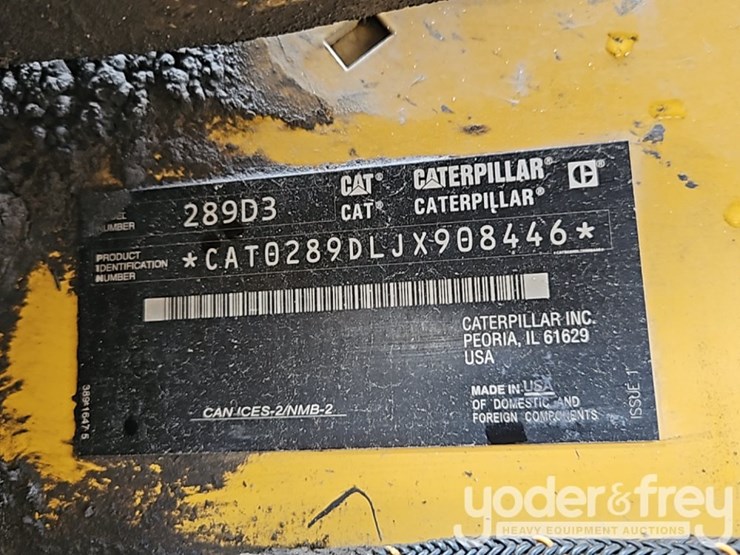 289D3
NUMBER
CAT® CATERPILLAR® C®
CAT® CATERPILLAR®
PRODUCT
IDENTIFICATION
NUMBER
*CAT0289DLJX908446*
CATERPILLAR INC.
PEORIA, IL 61629
USA
MADE IN USA
OF DOMESTIC AND
FOREIGN COMPONENTS
CAN ICES-2/NMB-2
ISSUE 1
yoder&frey
HEAVY EQUIPMENT AUCTIONS